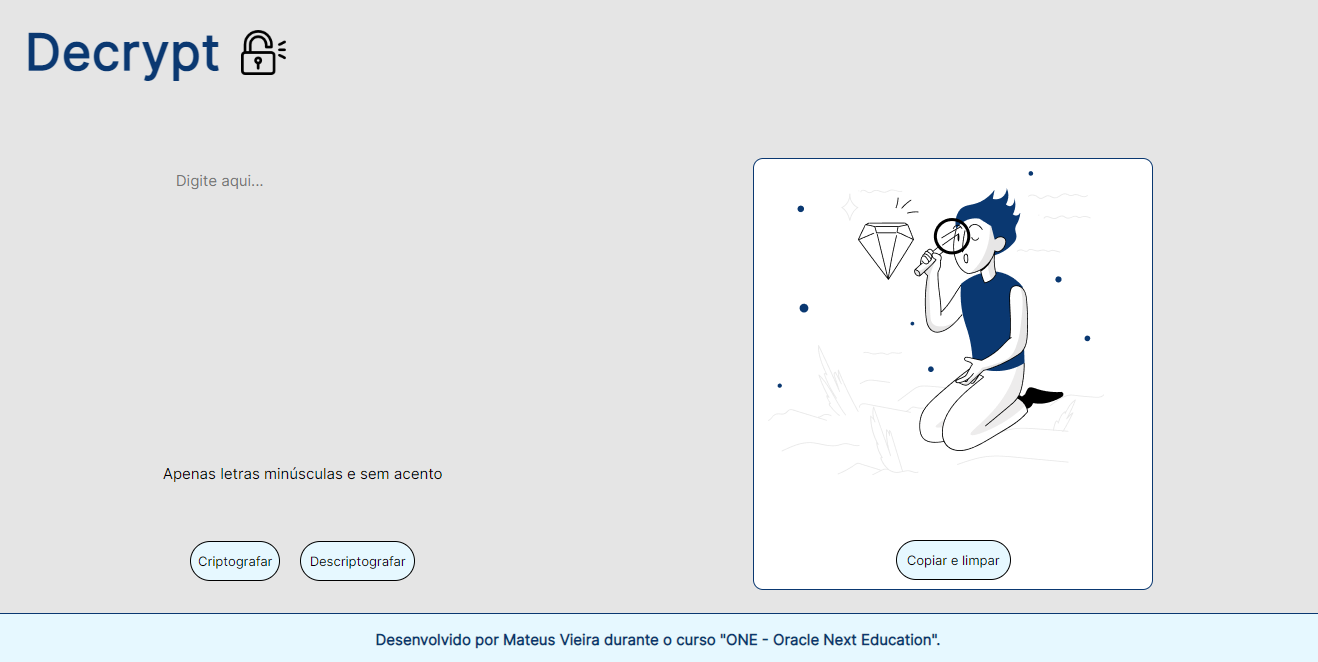 Decrypt
Digite aqui...
Apenas letras minúsculas e sem acento
Criptografar
Descriptografar
Copiar e limpar
Desenvolvido por Mateus Vieira durante o curso "ONE - Oracle Next Education".